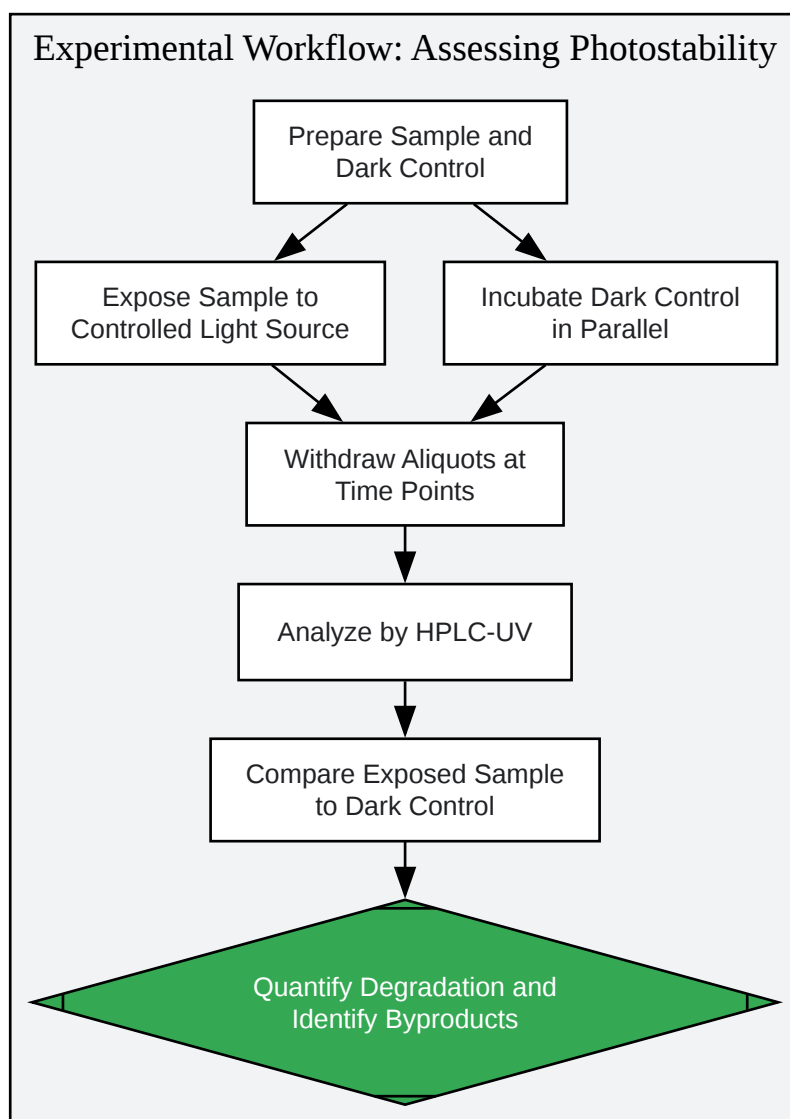 Experimental Workflow: Assessing Photostability
Prepare Sample and
Dark Control
Expose Sample to
Controlled Light Source
Incubate Dark Control
in Parallel
Withdraw Aliquots at
Time Points
Analyze by HPLC-UV
Compare Exposed Sample
to Dark Control
Quantify Degradation and
Identify Byproducts